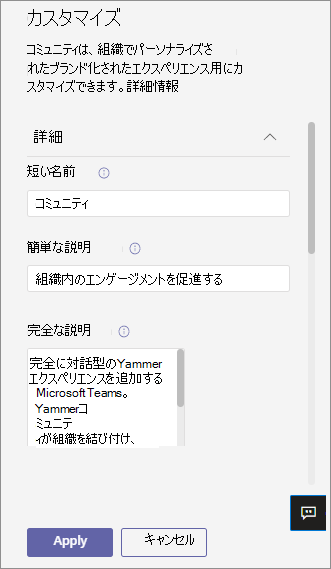 カスタマイズ
コミュニティは、組織でパーソナライズさ
れたブランド化されたエクスペリエンス用にカ
スタマイズできます。詳細情報
詳細
短い名前
コミュニティ
簡単な説明
組織内のエンゲージメントを促進する
完全な説明
完全に対話型のYammer
エクスペリエンスを追加する
Microsoft Teams。
Yammerコ
ミュニテ
ィが組織を結び付け、
Apply
キャンセル